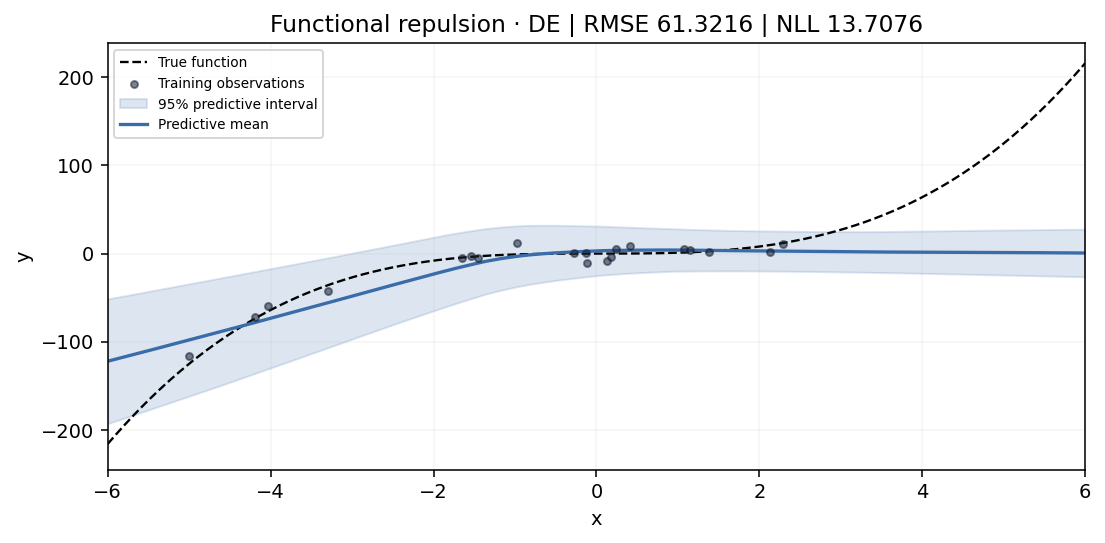 Functional repulsion · DE | RMSE 61.3216 | NLL 13.7076
True function
Training observations
95% predictive interval
Predictive mean
200
100
0
−100
−200
y
−6
−4
−2
0
2
4
6
x